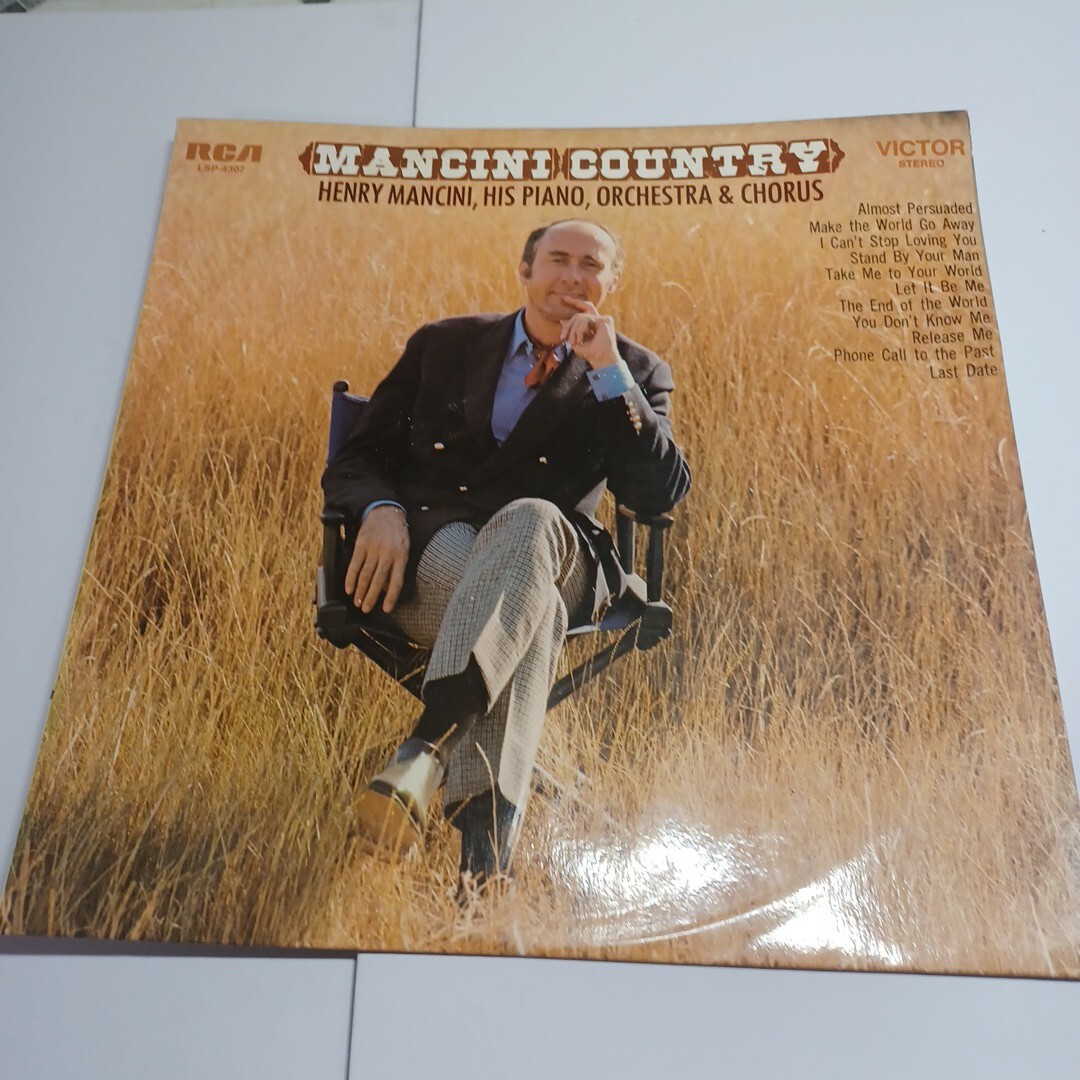 RCA
LSP-4307
MANCINI COUNTRY
HENRY MANCINI, HIS PIANO, ORCHESTRA & CHORUS
VICTOR
STEREO
Almost Persuaded
Make the World Go Away
I Can't Stop Loving You
Stand By Your Man
Take Me to Your World
Let It Be Me
The End of the World
You Don't Know Me
Release Me
Phone Call to the Past
Last Date